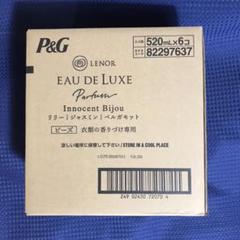 P&G
520mL×6コ
82297637
LENOR
EAU DE LUXE
Parfum
Innocent Bijou
リリー|ジャスミン|ベルガモット
ビーズ 衣類の香りづけ専用
涼しい場所に保管して下さい/STORE IN A COOL PLACE